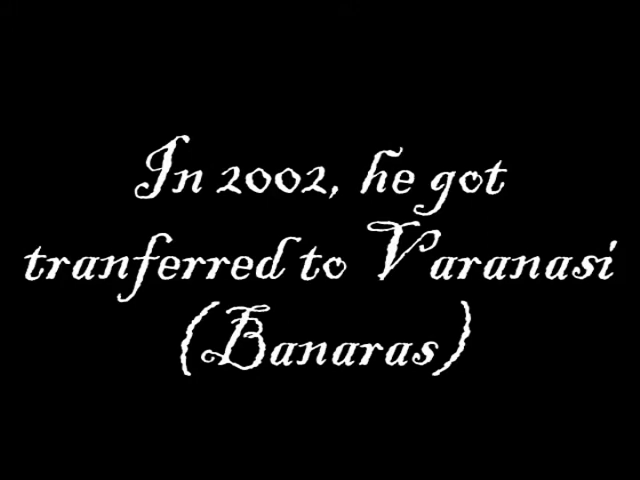 In 2002, he got
tranferred to Varanasi
(Banaras)